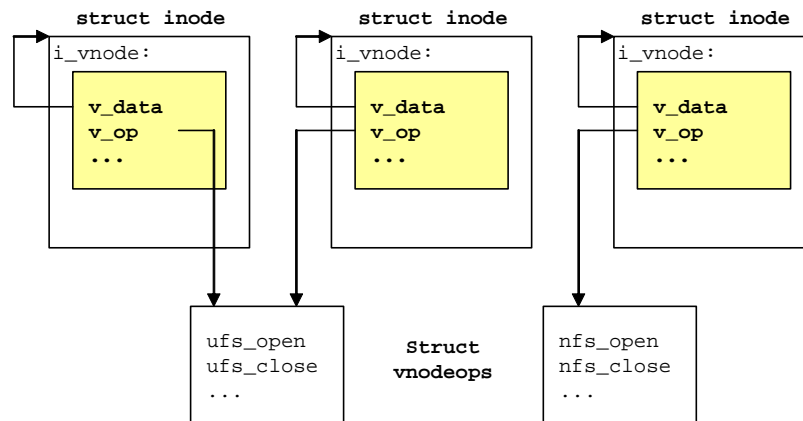 struct inode
struct inode
struct inode
i_vnode:
v_data
v_op
...
i_vnode:
v_data
v_op
...
i_vnode:
v_data
v_op
...
ufs_open
ufs_close
...
Struct
vnodeops
nfs_open
nfs_close
...